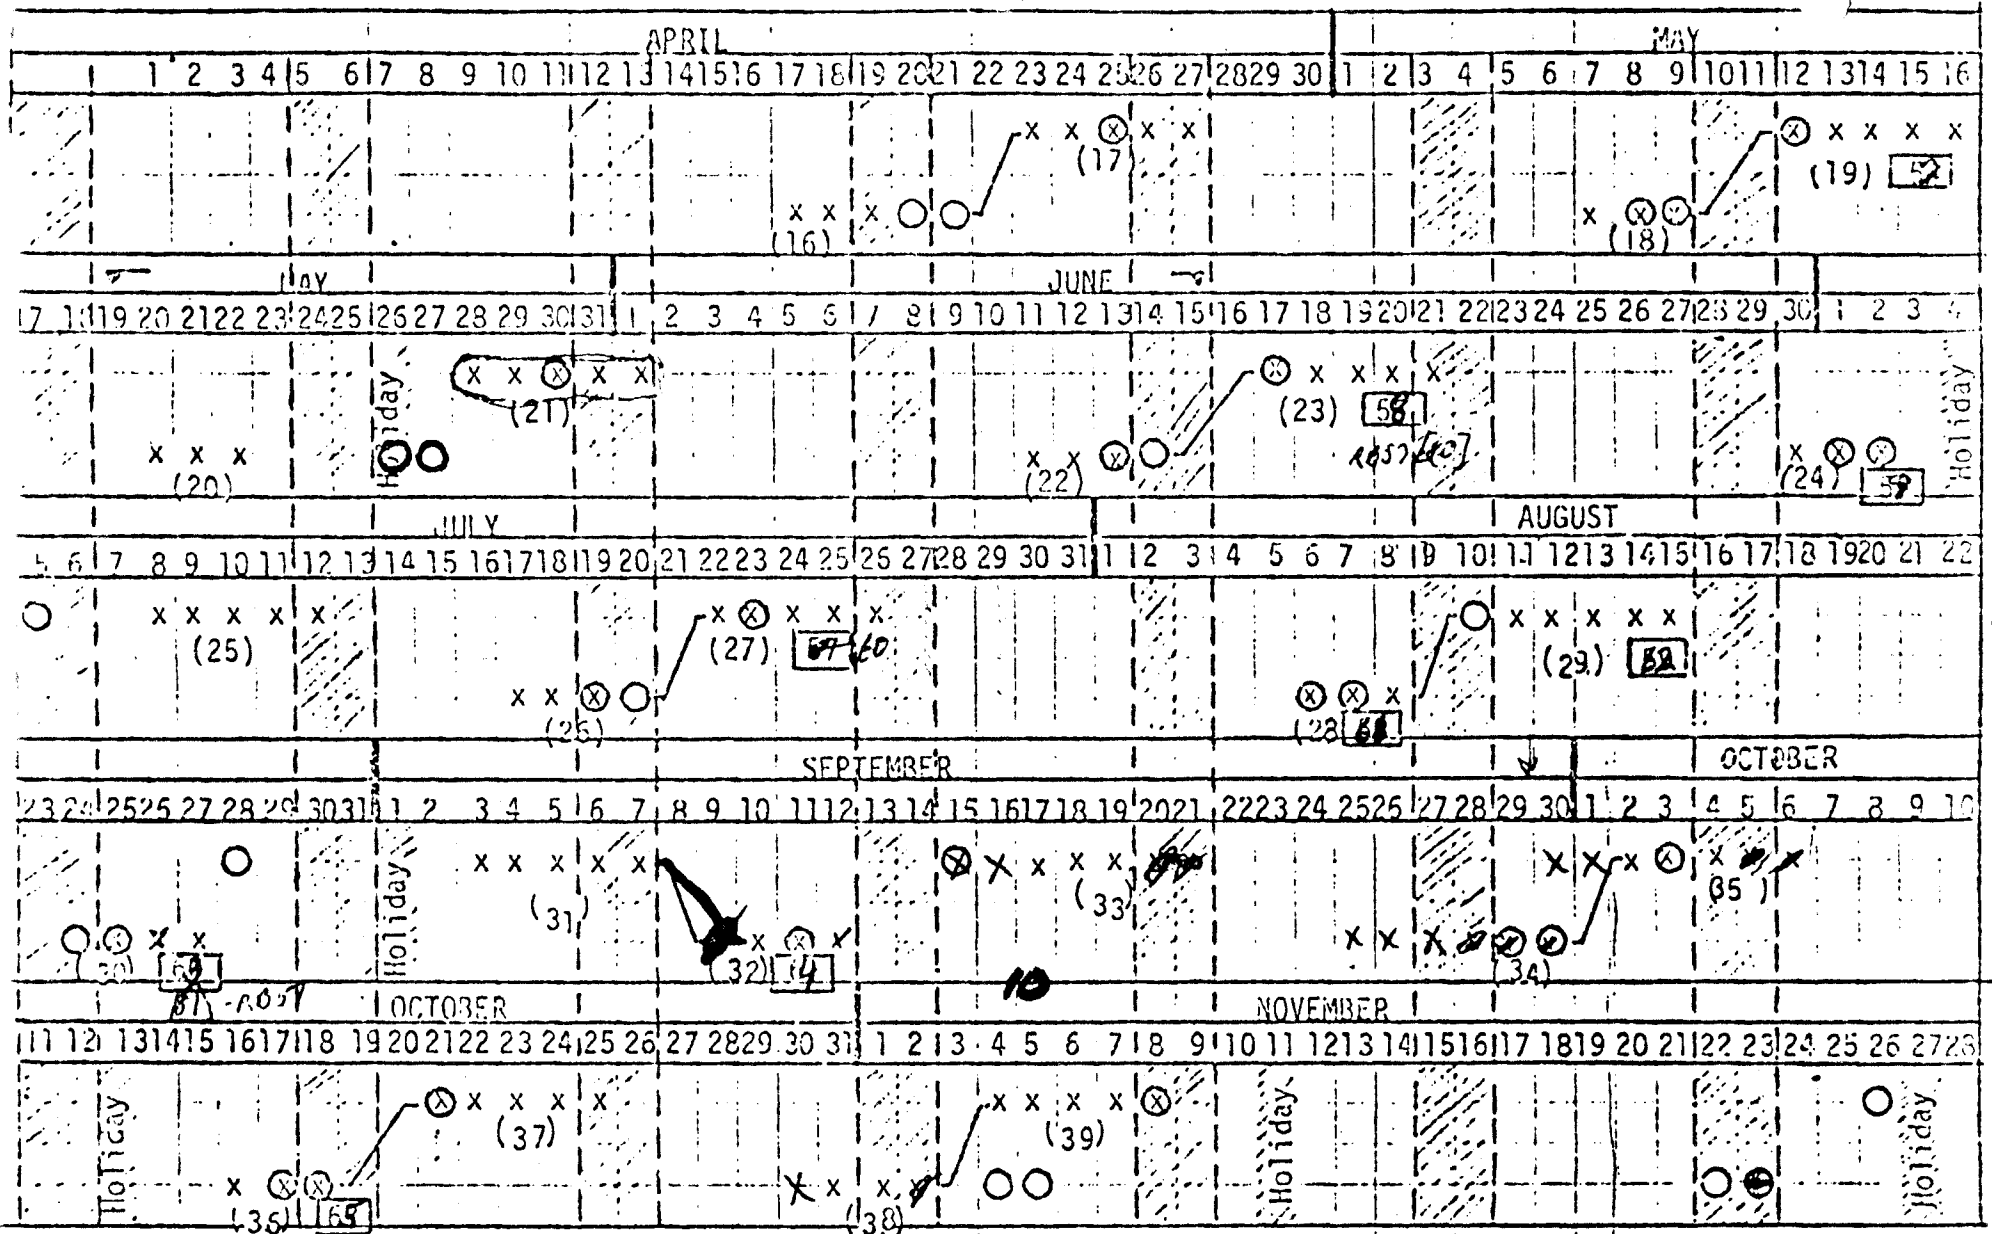 APRIL MAY
1 2 3 4 5 6 7 8 9 10 11 12 13 14 15 16 17 18 19 20 21 22 23 24 25 26 27 28 29 30 1 2 3 4 5 6 7 8 9 10 11 12 13 14 15 16
x x x x x x x x x x
(17) (19)
x x x x x x
(16) (18)
JUNE
18 19 20 21 22 23 24 25 26 27 28 29 30 31 1 2 3 4 5 6 7 8 9 10 11 12 13 14 15 16 17 18 19 20 21 22 23 24 25 26 27 28 29 30 1 2 3 4
Holiday Holiday
x x x x x x x x x x
(21) (23) 58
x x x x x x x x x
(20) (22) (24)
JULY AUGUST
5 6 7 8 9 10 11 12 13 14 15 16 17 18 19 20 21 22 23 24 25 26 27 28 29 30 31 1 2 3 4 5 6 7 8 9 10 11 12 13 14 15 16 17 18 19 20 21 22
x x x x x x x x x x x x x x x
(25) (27) 60 (29)
x x x x x x
(26) (28
SEPTEMBER OCTOBER
23 24 25 26 27 28 29 30 31 1 2 3 4 5 6 7 8 9 10 11 12 13 14 15 16 17 18 19 20 21 22 23 24 25 26 27 28 29 30 1 2 3 4 5 6 7 8 9 10
Holiday
x x x x x x x x x x x x x x x
(31) (33) (35)
x x x x x x x x x x x x
(30) (32) 64 (34)
10
OCTOBER NOVEMBER
11 12 13 14 15 16 17 18 19 20 21 22 23 24 25 26 27 28 29 30 31 1 2 3 4 5 6 7 8 9 10 11 12 13 14 15 16 17 18 19 20 21 22 23 24 25 26 27 28
Holiday Holiday Holiday
x x x x x x x x x x
(37) (39)
x x x x x x x
(36) 65 (38)